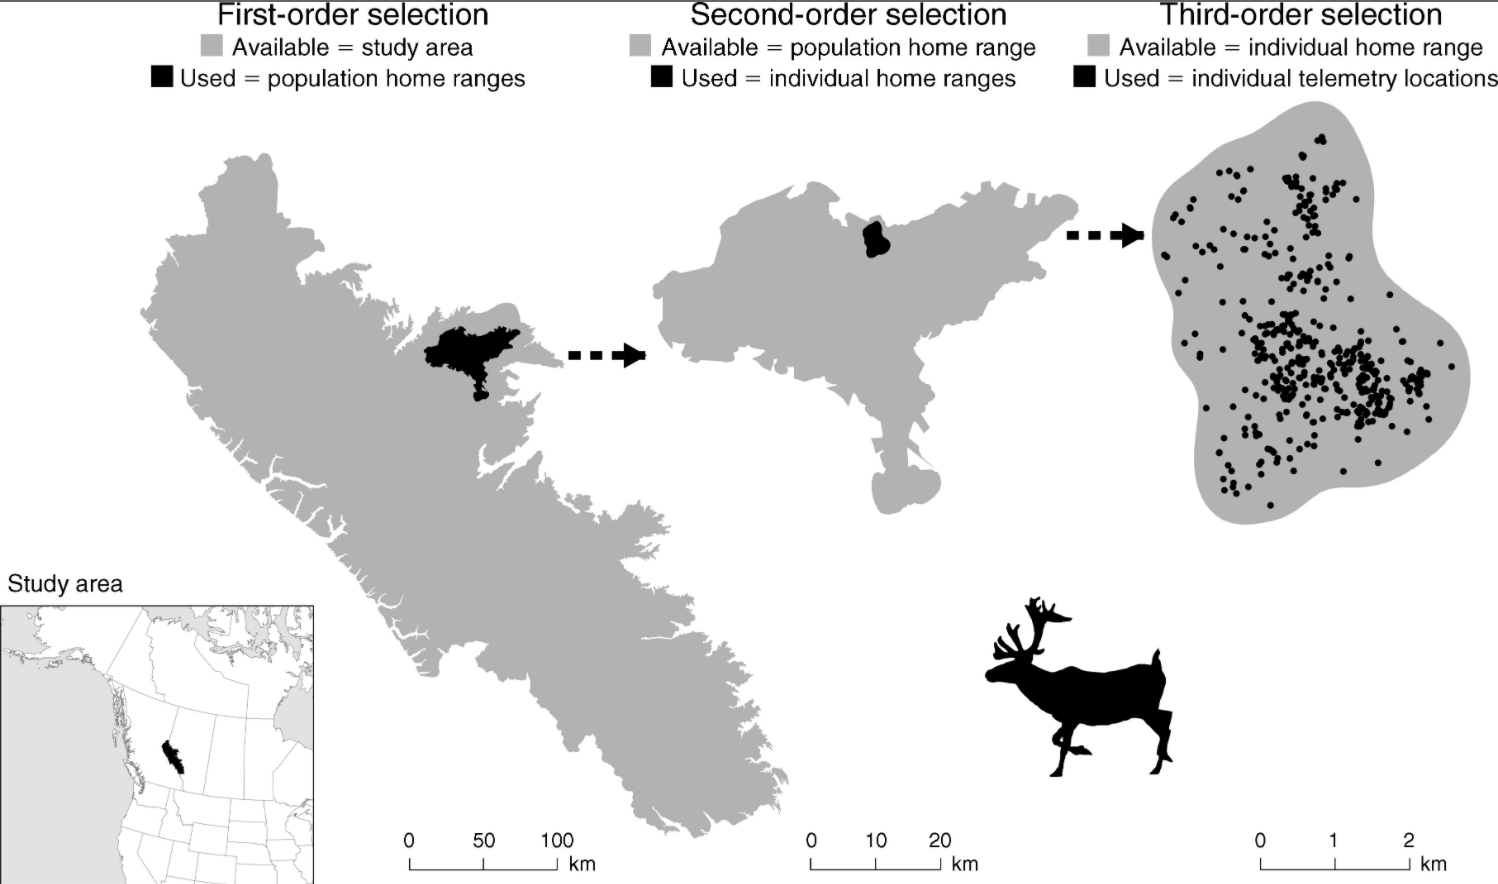 First-order selection
Available = study area
Used = population home ranges
Second-order selection
Available = population home range
Used = individual home ranges
Third-order selection
Available = individual home range
Used = individual telemetry locations
Study area
0 50 100
km
0 10 20
km
0 1 2
km